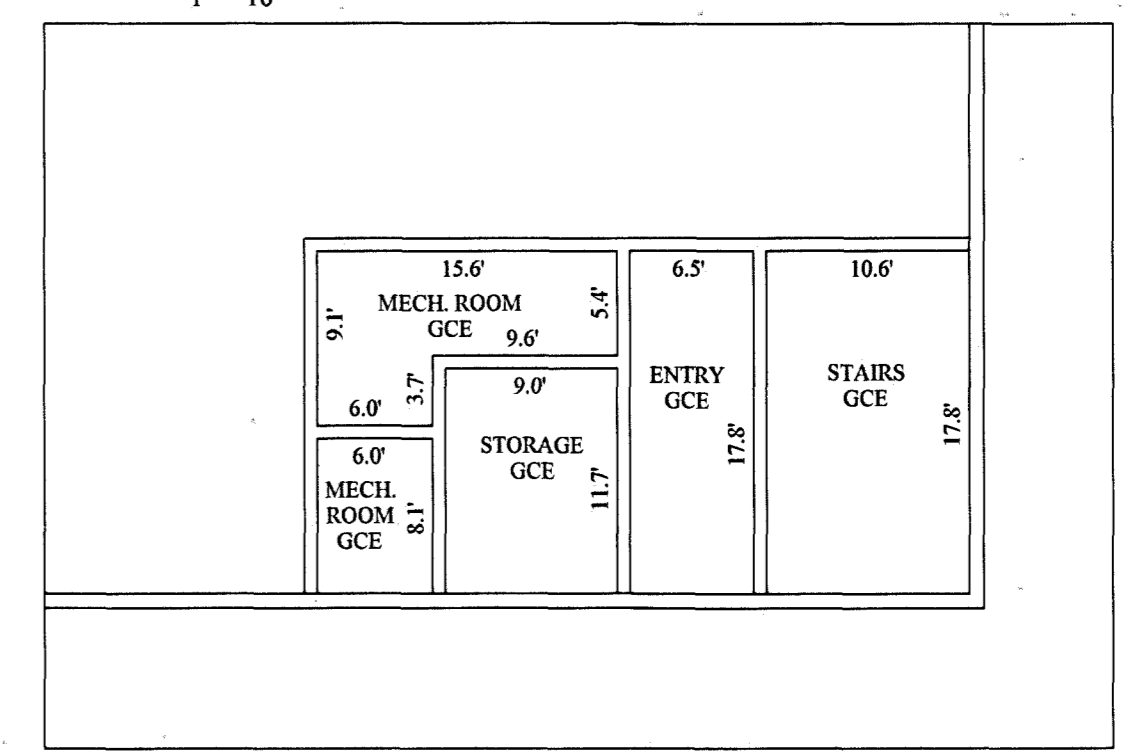 15.6'
6.5'
10.6'
MECH. ROOM
GCE
9.1'
5.4'
9.6'
3.7'
6.0'
9.0'
ENTRY
GCE
17.8'
STAIRS
GCE
17.8'
STORAGE
GCE
11.7'
6.0'
MECH.
ROOM
GCE
8.1'